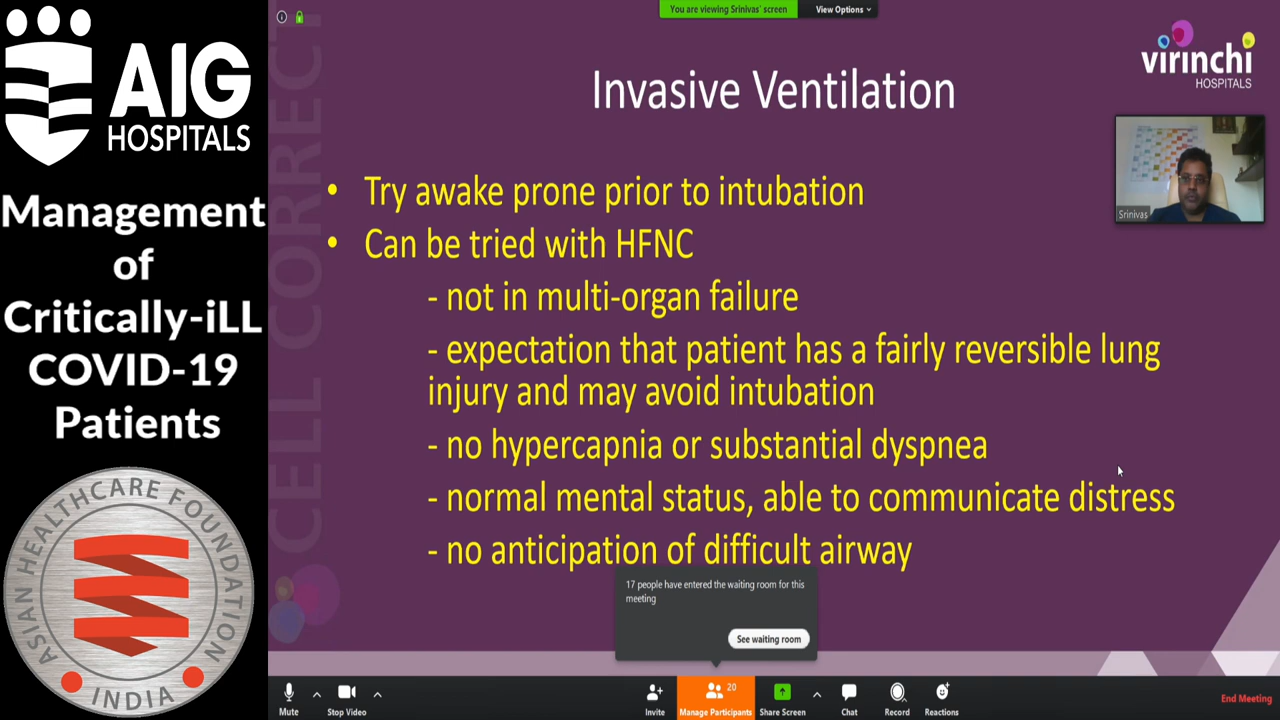 AIG
HOSPITALS
Management
of
Critically-iLL
COVID-19
Patients
ASIAN HEALTHCARE FOUNDATION
INDIA
You are viewing Srinivas' screen
View Options
virinchi
HOSPITALS
CELL CORRECT
Invasive Ventilation
Srinivas
• Try awake prone prior to intubation
• Can be tried with HFNC
- not in multi-organ failure
- expectation that patient has a fairly reversible lung
injury and may avoid intubation
- no hypercapnia or substantial dyspnea
- normal mental status, able to communicate distress
- no anticipation of difficult airway
17 people have entered the waiting room for this
meeting
See waiting room
Mute
Stop Video
Invite
20
Manage Participants
Share Screen
Chat
Record
Reactions
End Meeting